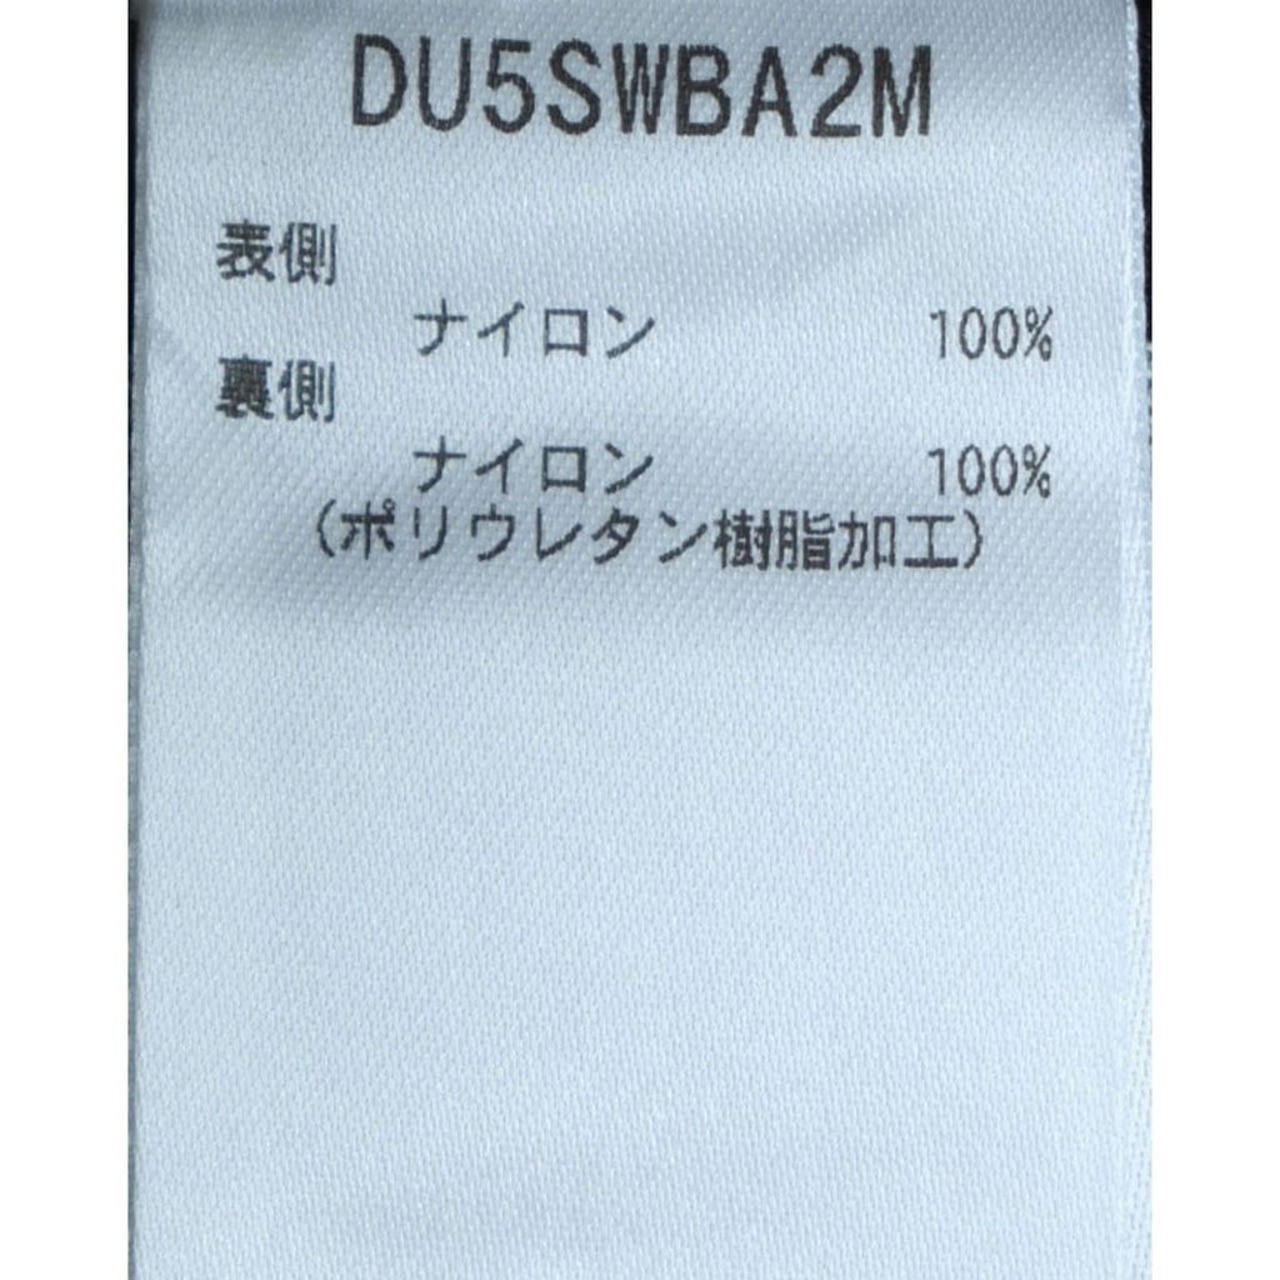 DU5SWBA2M
表側
ナイロン 100%
裏側
ナイロン 100%
(ポリウレタン樹脂加工)